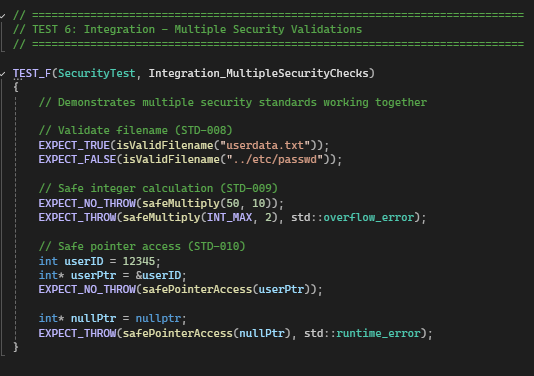 // ==========================================================================
// TEST 6: Integration - Multiple Security Validations
// ==========================================================================
TEST_F(SecurityTest, Integration_MultipleSecurityChecks)
{
// Demonstrates multiple security standards working together
// Validate filename (STD-008)
EXPECT_TRUE(isValidFilename("userdata.txt"));
EXPECT_FALSE(isValidFilename("../etc/passwd"));
// Safe integer calculation (STD-009)
EXPECT_NO_THROW(safeMultiply(50, 10));
EXPECT_THROW(safeMultiply(INT_MAX, 2), std::overflow_error);
// Safe pointer access (STD-010)
int userID = 12345;
int* userPtr = &userID;
EXPECT_NO_THROW(safePointerAccess(userPtr));
int* nullPtr = nullptr;
EXPECT_THROW(safePointerAccess(nullPtr), std::runtime_error);
}